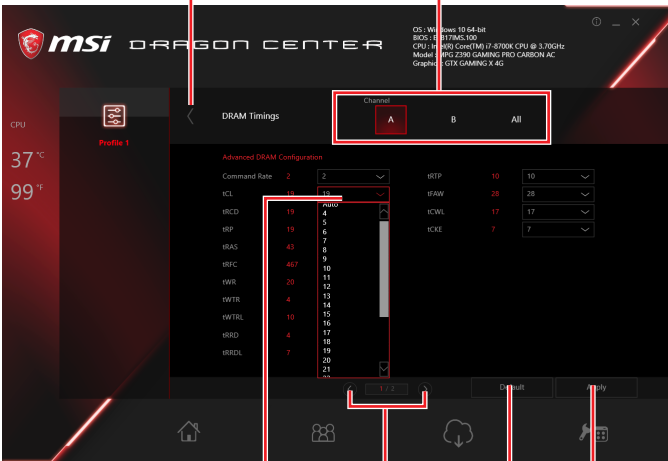 OS : Windows 10 64-bit
BIOS : E7B17IMS.100
CPU : Intel(R) Core(TM) i7-8700K CPU @ 3.70GHz
Model : MPG Z390 GAMING PRO CARBON AC
Graphics : GTX GAMING X 4G
msi DRAGON CENTER
Channel
DRAM Timings
A B All
CPU
37 °C
99 °F
Profile 1
Advanced DRAM Configuration
Command Rate 2 2 tRTP 10 10
tCL 19 19 tFAW 28 28
tRCD 19 tCWL 17 17
tRP 19 tCKE 7 7
tRAS 43
tRFC 467
tWR 20
tWTR 4
tWTRL 10
tRRD 4
tRRDL 7
Auto
4
5
6
7
8
9
10
11
12
13
14
15
16
17
18
19
20
21
22
1 / 2
Default
Apply